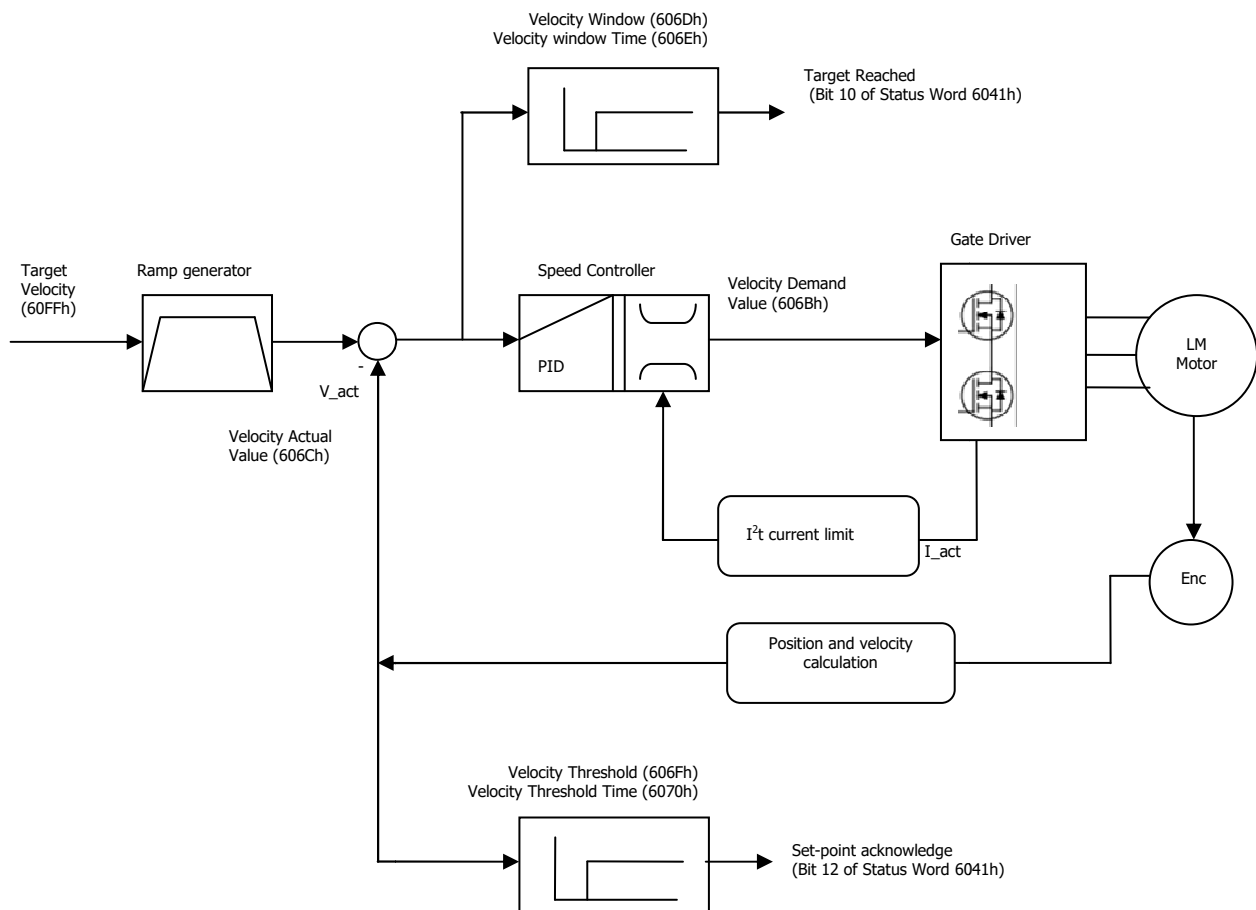 Velocity Window (606Dh)
Velocity window Time (606Eh)
Target Reached
(Bit 10 of Status Word 6041h)
Gate Driver
Target
Velocity
(60FFh)
Ramp generator
Speed Controller
Velocity Demand
Value (606Bh)
PID
LM
Motor
-
V_act
Velocity Actual
Value (606Ch)
I²t current limit
I_act
Enc
Position and velocity
calculation
Velocity Threshold (606Fh)
Velocity Threshold Time (6070h)
Set-point acknowledge
(Bit 12 of Status Word 6041h)